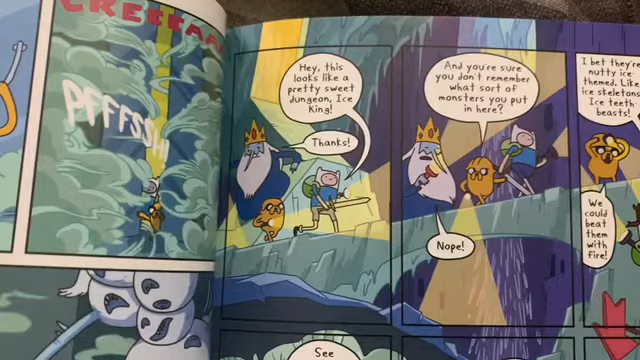 CREEEAA
PFFFSSH
Hey, this
looks like a
pretty sweet
dungeon, Ice
King!
Thanks!
And you're sure
you don't remember
what sort of
monsters you put
in here?
Nope!
I bet they're
nutty ice
themed. Like
ice skeletons.
Ice teeth
beasts!
We
could
beat
them
with
fire!
See